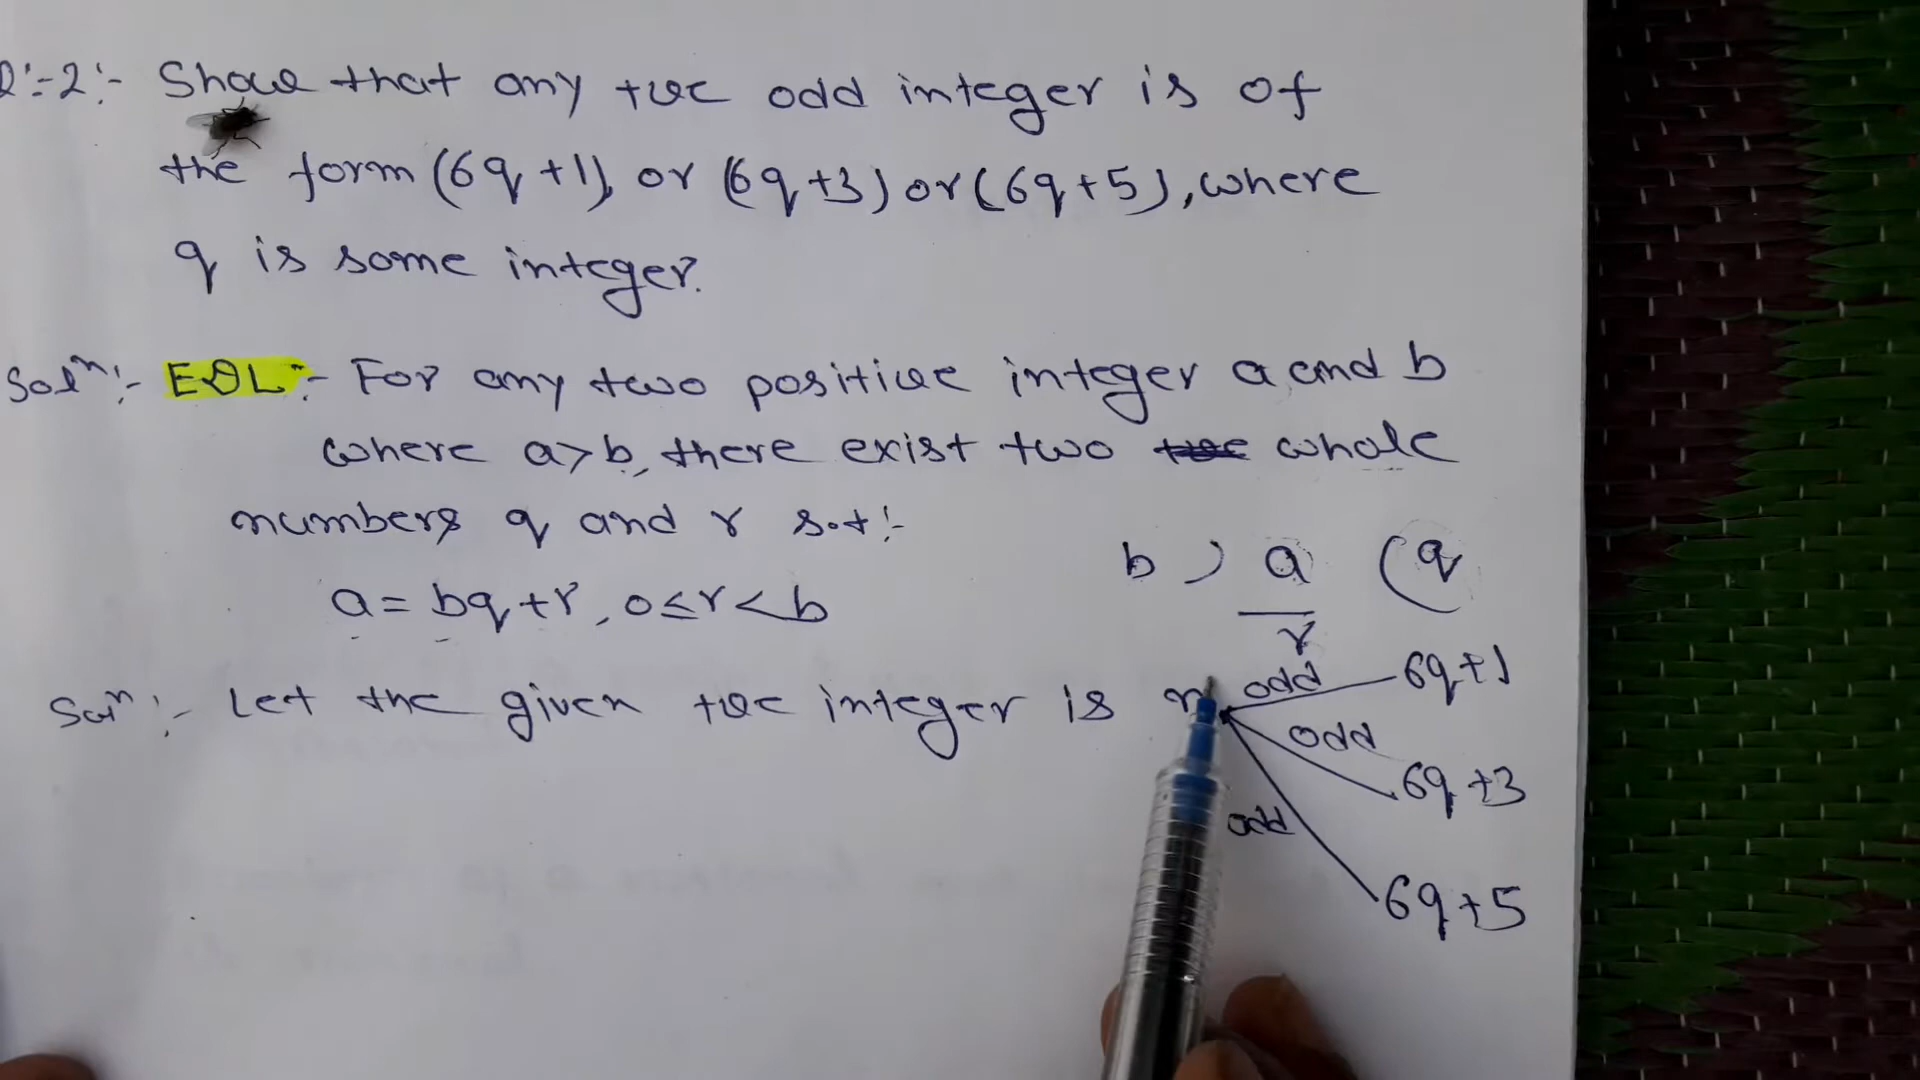 Q:-2:- Show that any +ve odd integer is of
the form (6q+1), or (6q+3) or (6q+5), where
q is some integer.
Solⁿ:- EDL:- For any two positive integer a and b
where a>b, there exist two whole
numbers q and r s.t:-
a = bq+r, 0≤r<b
b ) a ( q
r
Solⁿ:- Let the given +ve integer is n
odd 6q+1
odd 6q+3
odd 6q+5